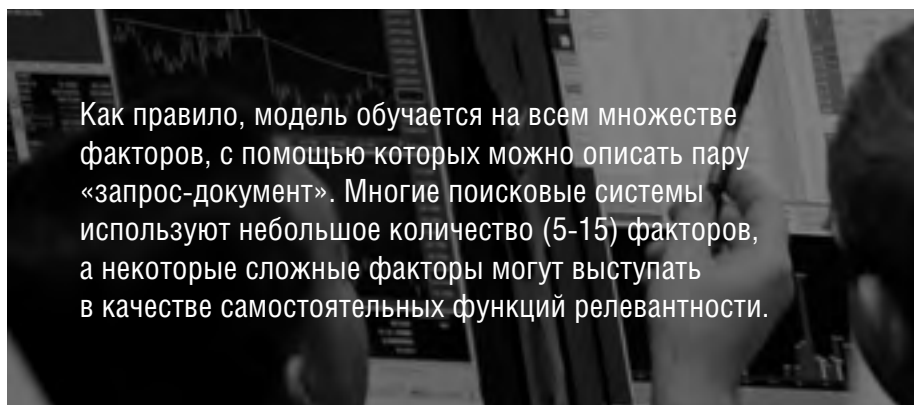 Как правило, модель обучается на всем множестве
факторов, с помощью которых можно описать пару
«запрос-документ». Многие поисковые системы
используют небольшое количество (5-15) факторов,
а некоторые сложные факторы могут выступать
в качестве самостоятельных функций релевантности.